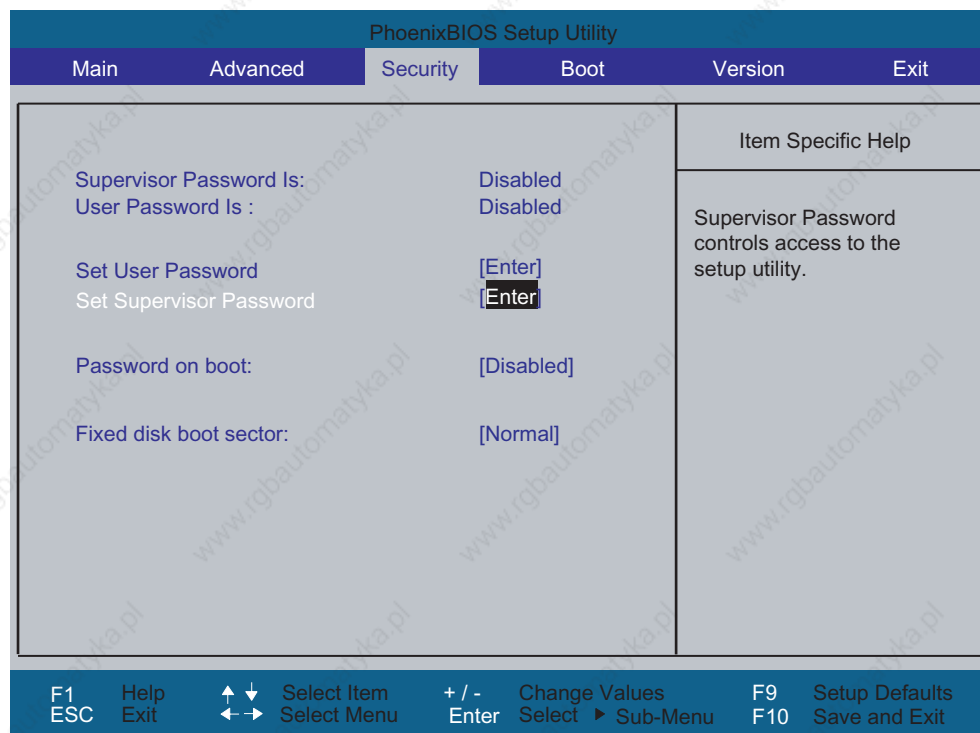 PhoenixBIOS Setup Utility
Main Advanced Security Boot Version Exit
Item Specific Help
Supervisor Password Is: Disabled
User Password Is : Disabled
Supervisor Password
controls access to the
setup utility.
Set User Password [Enter]
Set Supervisor Password [Enter]
Password on boot: [Disabled]
Fixed disk boot sector: [Normal]
F1 Help Select Item + / - Change Values F9 Setup Defaults
ESC Exit Select Menu Enter Select Sub-Menu F10 Save and Exit
www.rgbautomatyka.pl